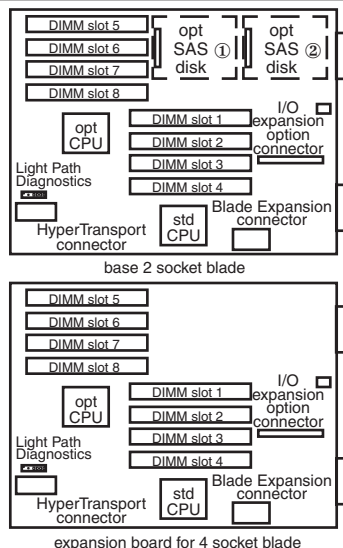 DIMM slot 5
DIMM slot 6
DIMM slot 7
DIMM slot 8
opt
SAS ①
disk
opt
SAS ②
disk
opt
CPU
DIMM slot 1
DIMM slot 2
DIMM slot 3
DIMM slot 4
I/O
expansion
option
connector
Light Path
Diagnostics
HyperTransport
connector
std
CPU
Blade Expansion
connector
base 2 socket blade
DIMM slot 5
DIMM slot 6
DIMM slot 7
DIMM slot 8
opt
CPU
DIMM slot 1
DIMM slot 2
DIMM slot 3
DIMM slot 4
I/O
expansion
option
connector
Light Path
Diagnostics
HyperTransport
connector
std
CPU
Blade Expansion
connector
expansion board for 4 socket blade